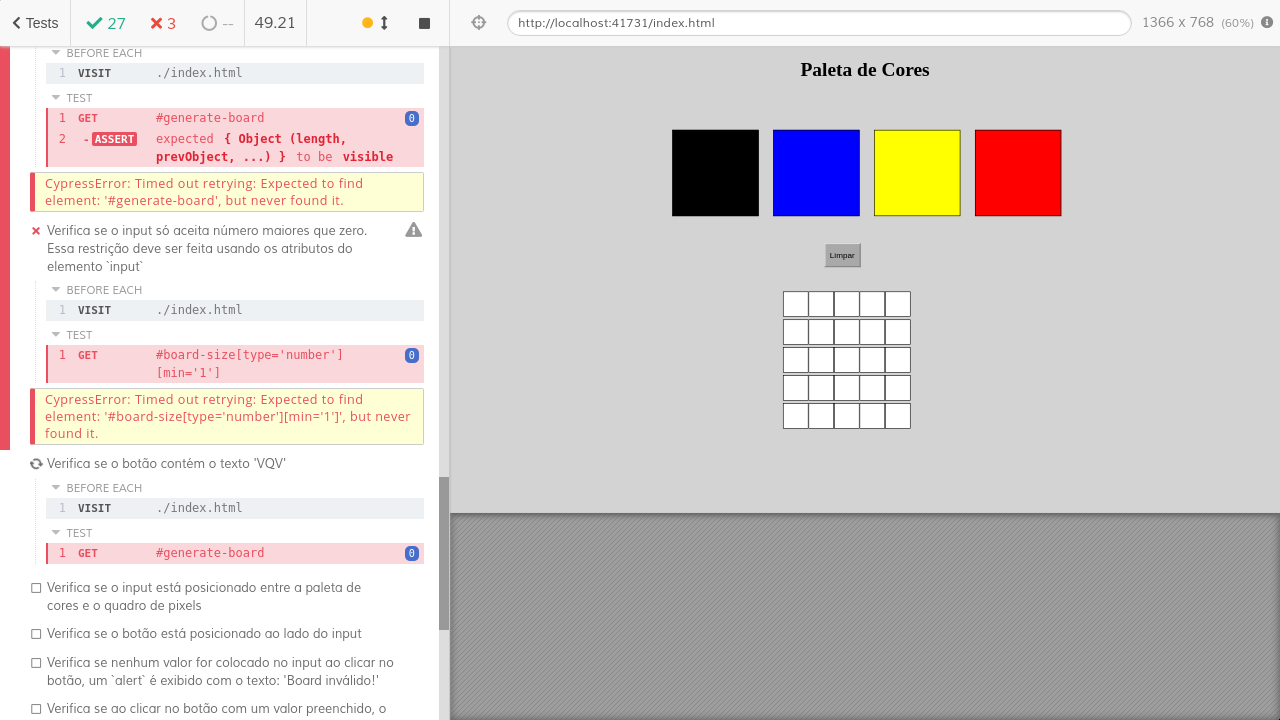 Tests
27
3
--
49.21
http://localhost:41731/index.html
1366 x 768 (60%)
BEFORE EACH
1 VISIT ./index.html
TEST
1 GET #generate-board 0
2 -ASSERT expected { Object (length,
prevObject, ...) } to be visible
CypressError: Timed out retrying: Expected to find
element: '#generate-board', but never found it.
Verifica se o input só aceita número maiores que zero.
Essa restrição deve ser feita usando os atributos do
elemento `input`
BEFORE EACH
1 VISIT ./index.html
TEST
1 GET #board-size[type='number'] 0
[min='1']
CypressError: Timed out retrying: Expected to find
element: '#board-size[type='number'][min='1']', but never
found it.
Verifica se o botão contém o texto 'VQV'
BEFORE EACH
1 VISIT ./index.html
TEST
1 GET #generate-board 0
Verifica se o input está posicionado entre a paleta de
cores e o quadro de pixels
Verifica se o botão está posicionado ao lado do input
Verifica se nenhum valor for colocado no input ao clicar no
botão, um `alert` é exibido com o texto: 'Board inválido!'
Verifica se ao clicar no botão com um valor preenchido, o
Paleta de Cores
Limpar